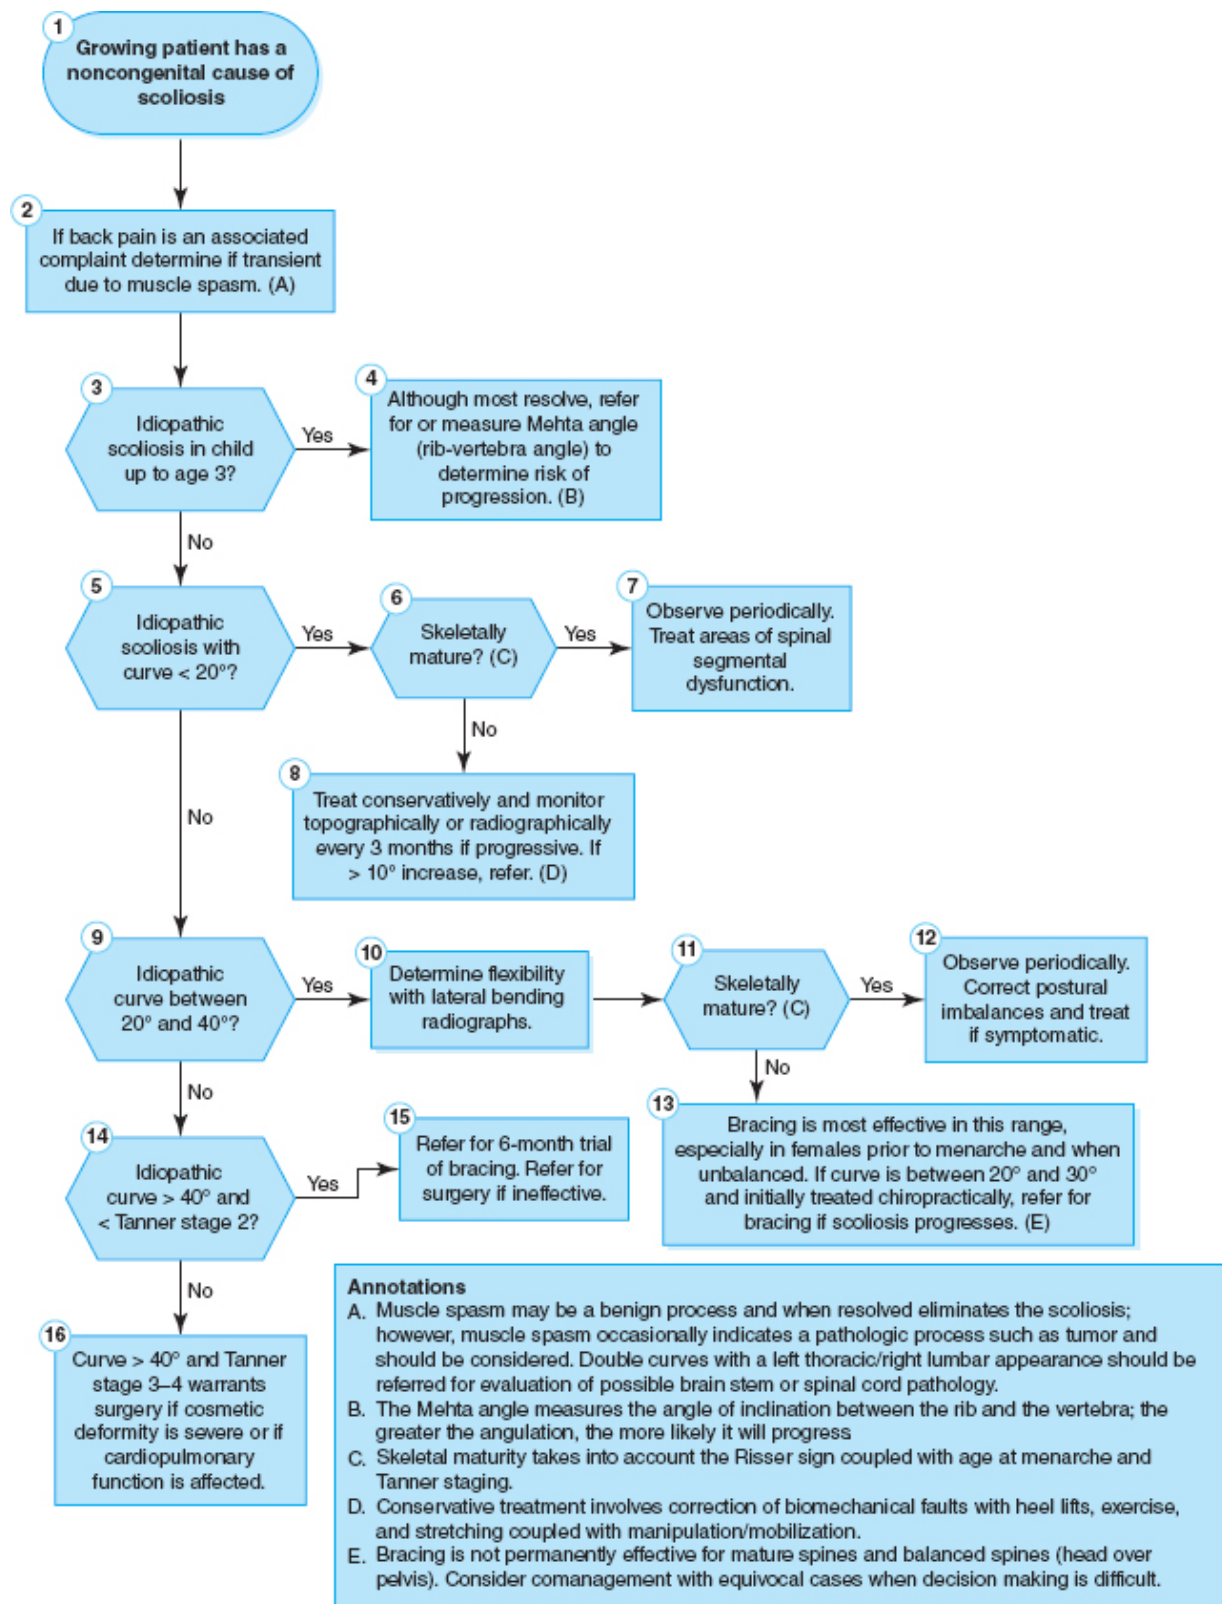 1
Growing patient has a
noncongenital cause of
scoliosis
2
If back pain is an associated
complaint determine if transient
due to muscle spasm. (A)
3
Idiopathic
scoliosis in child
up to age 3?
Yes
4
Although most resolve, refer
for or measure Mehta angle
(rib-vertebra angle) to
determine risk of
progression. (B)
No
5
Idiopathic
scoliosis with
curve < 20°?
Yes
6
Skeletally
mature? (C)
Yes
7
Observe periodically.
Treat areas of spinal
segmental
dysfunction.
No
8
Treat conservatively and monitor
topographically or radiographically
every 3 months if progressive. If
> 10° increase, refer. (D)
No
9
Idiopathic
curve between
20° and 40°?
Yes
10
Determine flexibility
with lateral bending
radiographs.
11
Skeletally
mature? (C)
Yes
12
Observe periodically.
Correct postural
imbalances and treat
if symptomatic.
No
13
Bracing is most effective in this range,
especially in females prior to menarche and when
unbalanced. If curve is between 20° and 30°
and initially treated chiropractically, refer for
bracing if scoliosis progresses. (E)
No
14
Idiopathic
curve > 40° and
< Tanner stage 2?
Yes
15
Refer for 6-month trial
of bracing. Refer for
surgery if ineffective.
No
16
Curve > 40° and Tanner
stage 3–4 warrants
surgery if cosmetic
deformity is severe or if
cardiopulmonary
function is affected.
Annotations
A. Muscle spasm may be a benign process and when resolved eliminates the scoliosis;
however, muscle spasm occasionally indicates a pathologic process such as tumor and
should be considered. Double curves with a left thoracic/right lumbar appearance should be
referred for evaluation of possible brain stem or spinal cord pathology.
B. The Mehta angle measures the angle of inclination between the rib and the vertebra; the
greater the angulation, the more likely it will progress
C. Skeletal maturity takes into account the Risser sign coupled with age at menarche and
Tanner staging.
D. Conservative treatment involves correction of biomechanical faults with heel lifts, exercise,
and stretching coupled with manipulation/mobilization.
E. Bracing is not permanently effective for mature spines and balanced spines (head over
pelvis). Consider comanagement with equivocal cases when decision making is difficult.